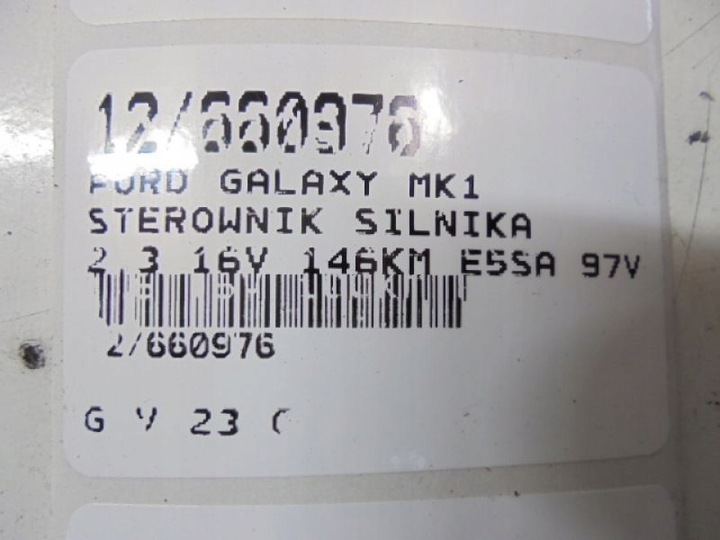 12/660976
FORD GALAXY MK1
STEROWNIK SILNIKA
2 3 16V 146KM E5SA 97V
2/660976
G V 23 C